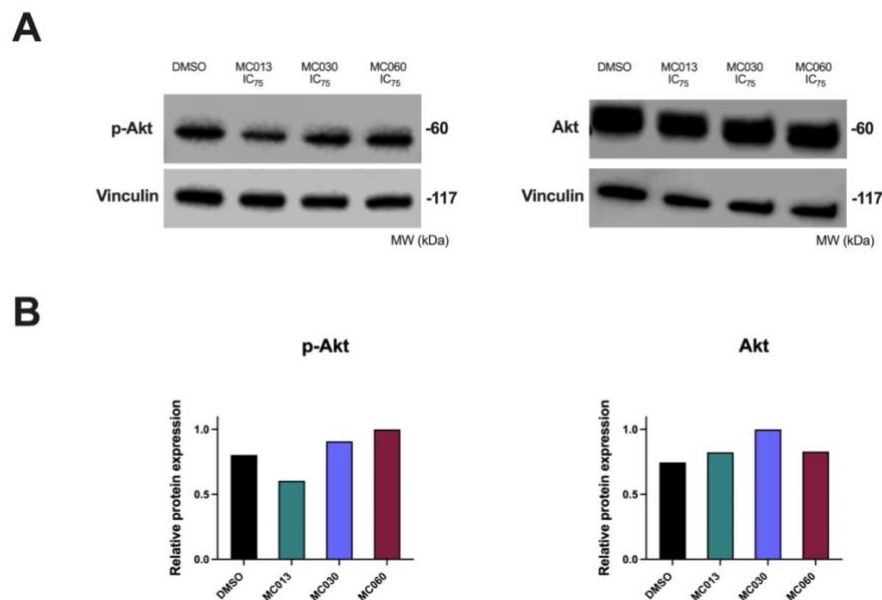 A
DMSO MC013 IC75 MC030 IC75 MC060 IC75
p-Akt -60
Vinculin -117
MW (kDa)
DMSO MC013 IC75 MC030 IC75 MC060 IC75
Akt -60
Vinculin -117
MW (kDa)
B
p-Akt
Relative protein expression
1.0
0.5
0.0
DMSO MC013 MC030 MC060
Akt
Relative protein expression
1.0
0.5
0.0
DMSO MC013 MC030 MC060